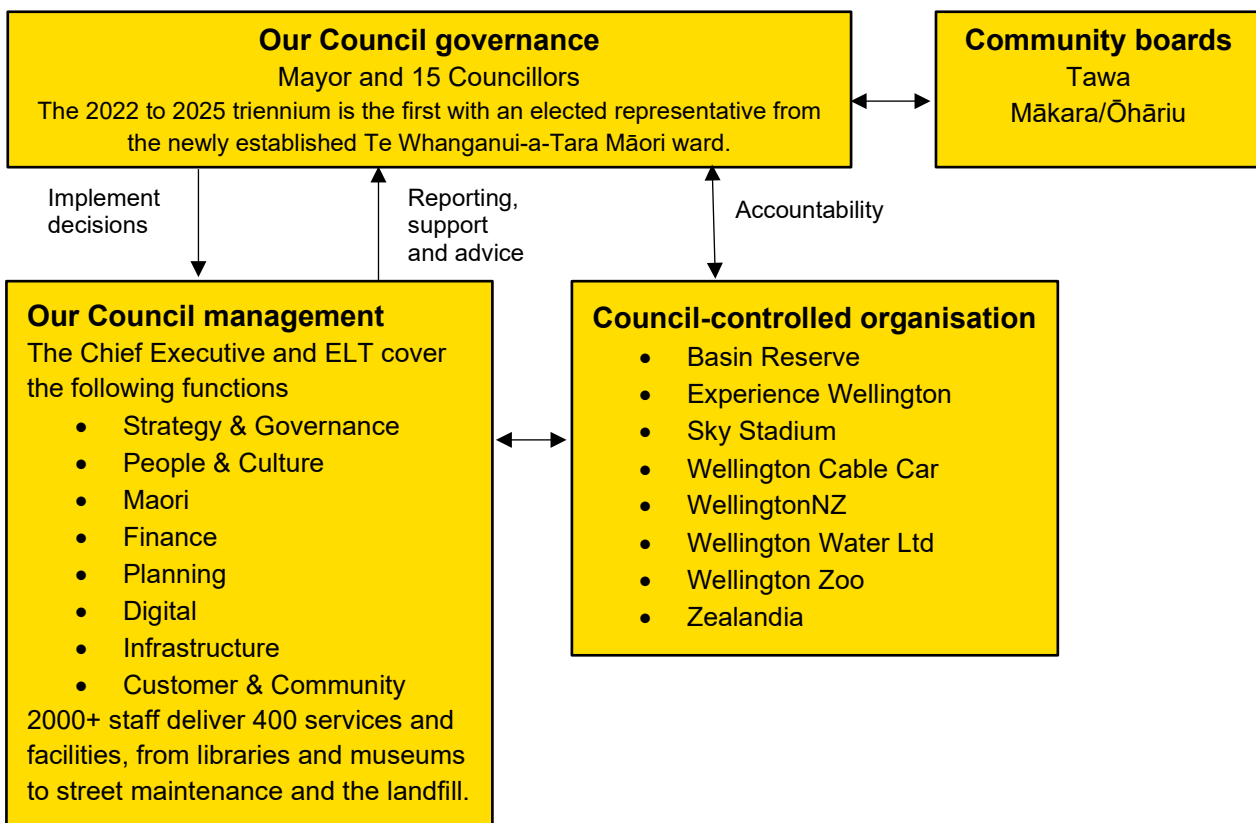 Our Council governance
Mayor and 15 Councillors
The 2022 to 2025 triennium is the first with an elected representative from
the newly established Te Whanganui-a-Tara Māori ward.
Community boards
Tawa
Mākara/Ōhāriu
Implement
decisions
Reporting,
support
and advice
Accountability
Our Council management
The Chief Executive and ELT cover
the following functions
• Strategy & Governance
• People & Culture
• Maori
• Finance
• Planning
• Digital
• Infrastructure
• Customer & Community
2000+ staff deliver 400 services and
facilities, from libraries and museums
to street maintenance and the landfill.
Council-controlled organisation
• Basin Reserve
• Experience Wellington
• Sky Stadium
• Wellington Cable Car
• WellingtonNZ
• Wellington Water Ltd
• Wellington Zoo
• Zealandia